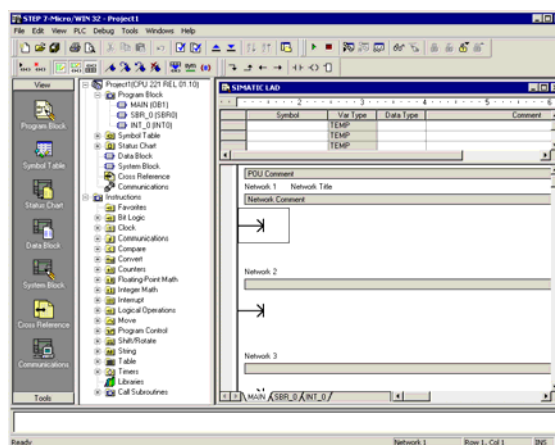 STEP 7-Micro/WIN 32 - Project1
File Edit View PLC Debug Tools Windows Help
View
Program Block
Symbol Table
Status Chart
Data Block
System Block
Cross Reference
Communications
Tools
Project1(CPU 221 REL 01.10)
Program Block
MAIN (OB1)
SBR_0 (SBR0)
INT_0 (INT0)
Symbol Table
Status Chart
Data Block
System Block
Cross Reference
Communications
Instructions
Favorites
Bit Logic
Clock
Communications
Compare
Convert
Counters
Floating-Point Math
Integer Math
Interrupt
Logical Operations
Move
Program Control
Shift/Rotate
String
Table
Timers
Libraries
Call Subroutines
SIMATIC LAD
2 3 4 5 6
Symbol Var Type Data Type Comment
TEMP
TEMP
TEMP
POU Comment
Network 1 Network Title
Network Comment
Network 2
Network 3
MAIN SBR_0 INT_0
Ready Network 1 Row 1, Col 1 INS